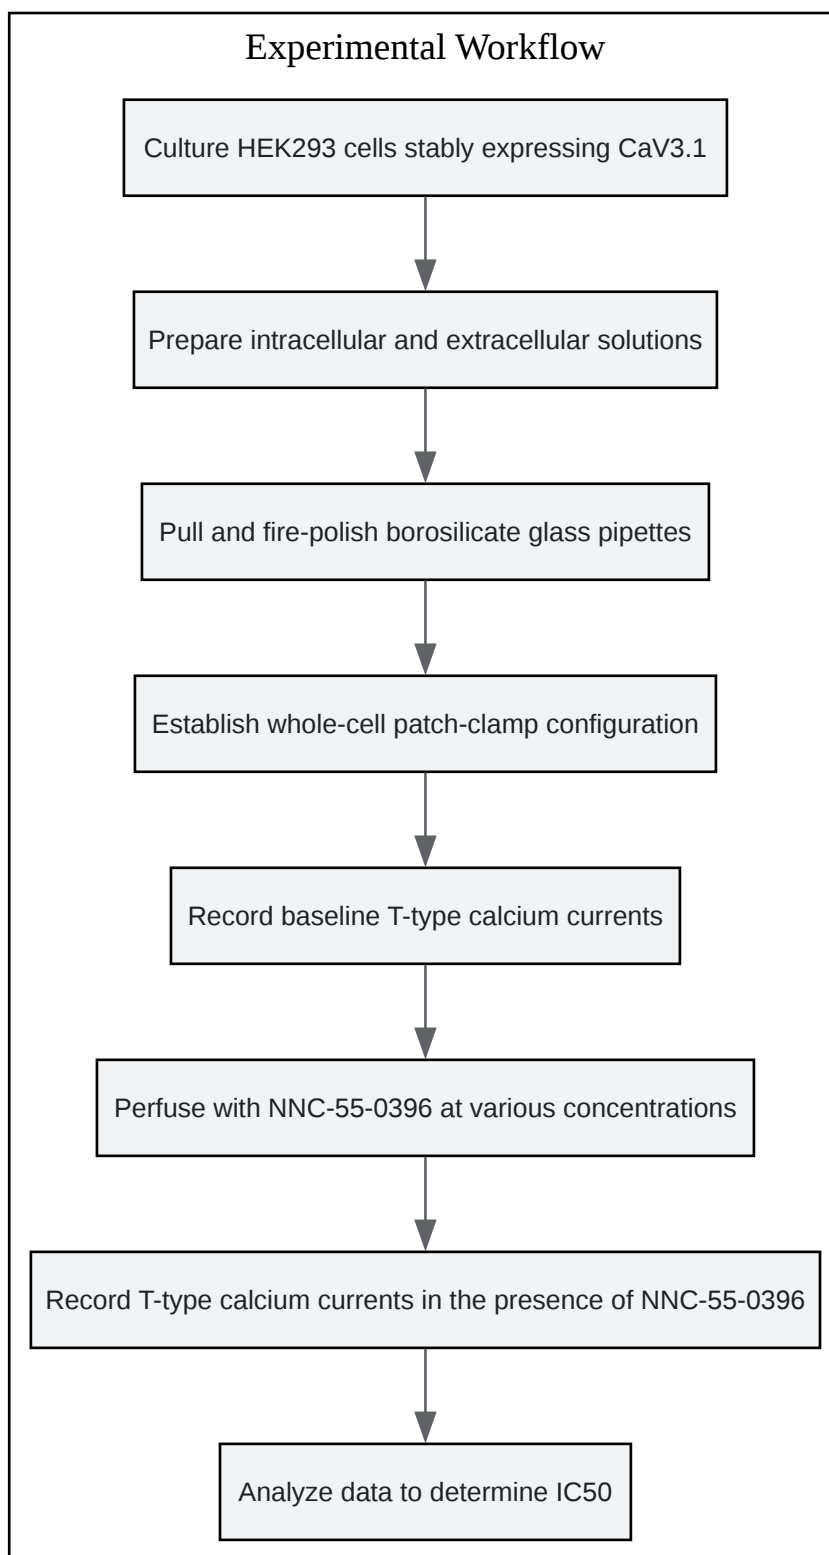 Experimental Workflow
Culture HEK293 cells stably expressing CaV3.1
Prepare intracellular and extracellular solutions
Pull and fire-polish borosilicate glass pipettes
Establish whole-cell patch-clamp configuration
Record baseline T-type calcium currents
Perfuse with NNC-55-0396 at various concentrations
Record T-type calcium currents in the presence of NNC-55-0396
Analyze data to determine IC50